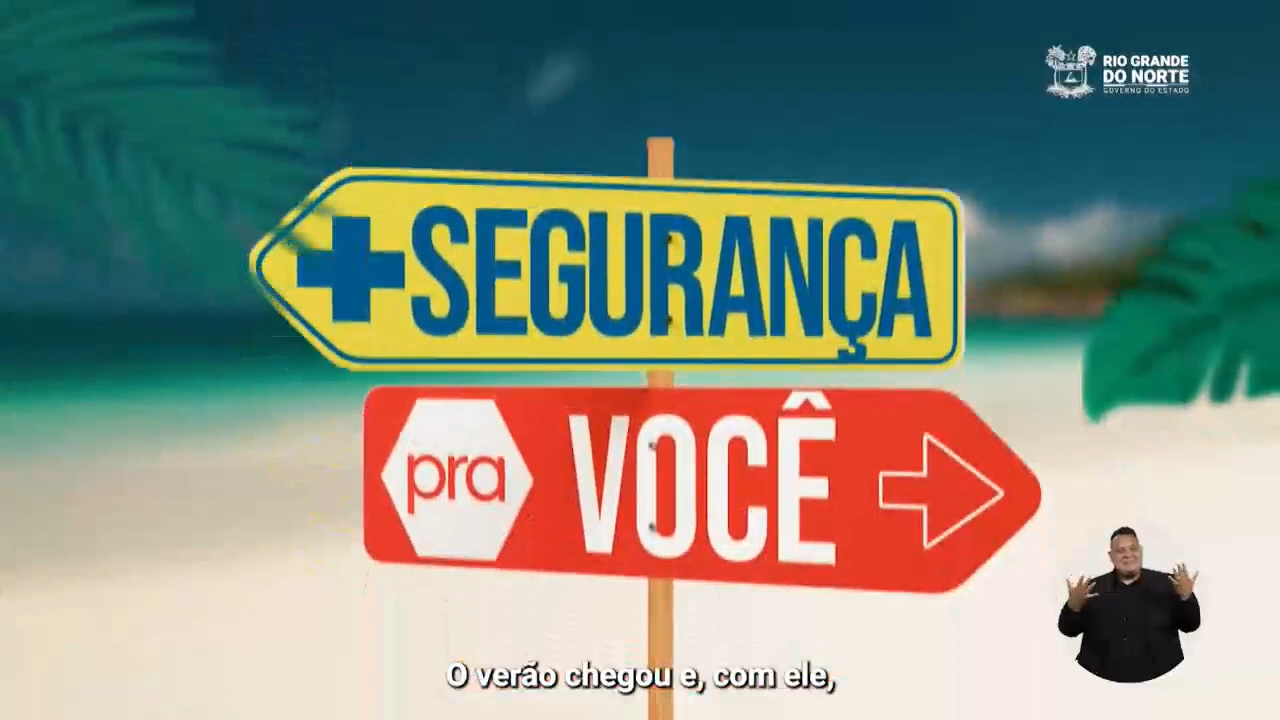 RIO GRANDE
DO NORTE
GOVERNO DO ESTADO
+SEGURANÇA
pra VOCÊ
O verão chegou e, com ele,